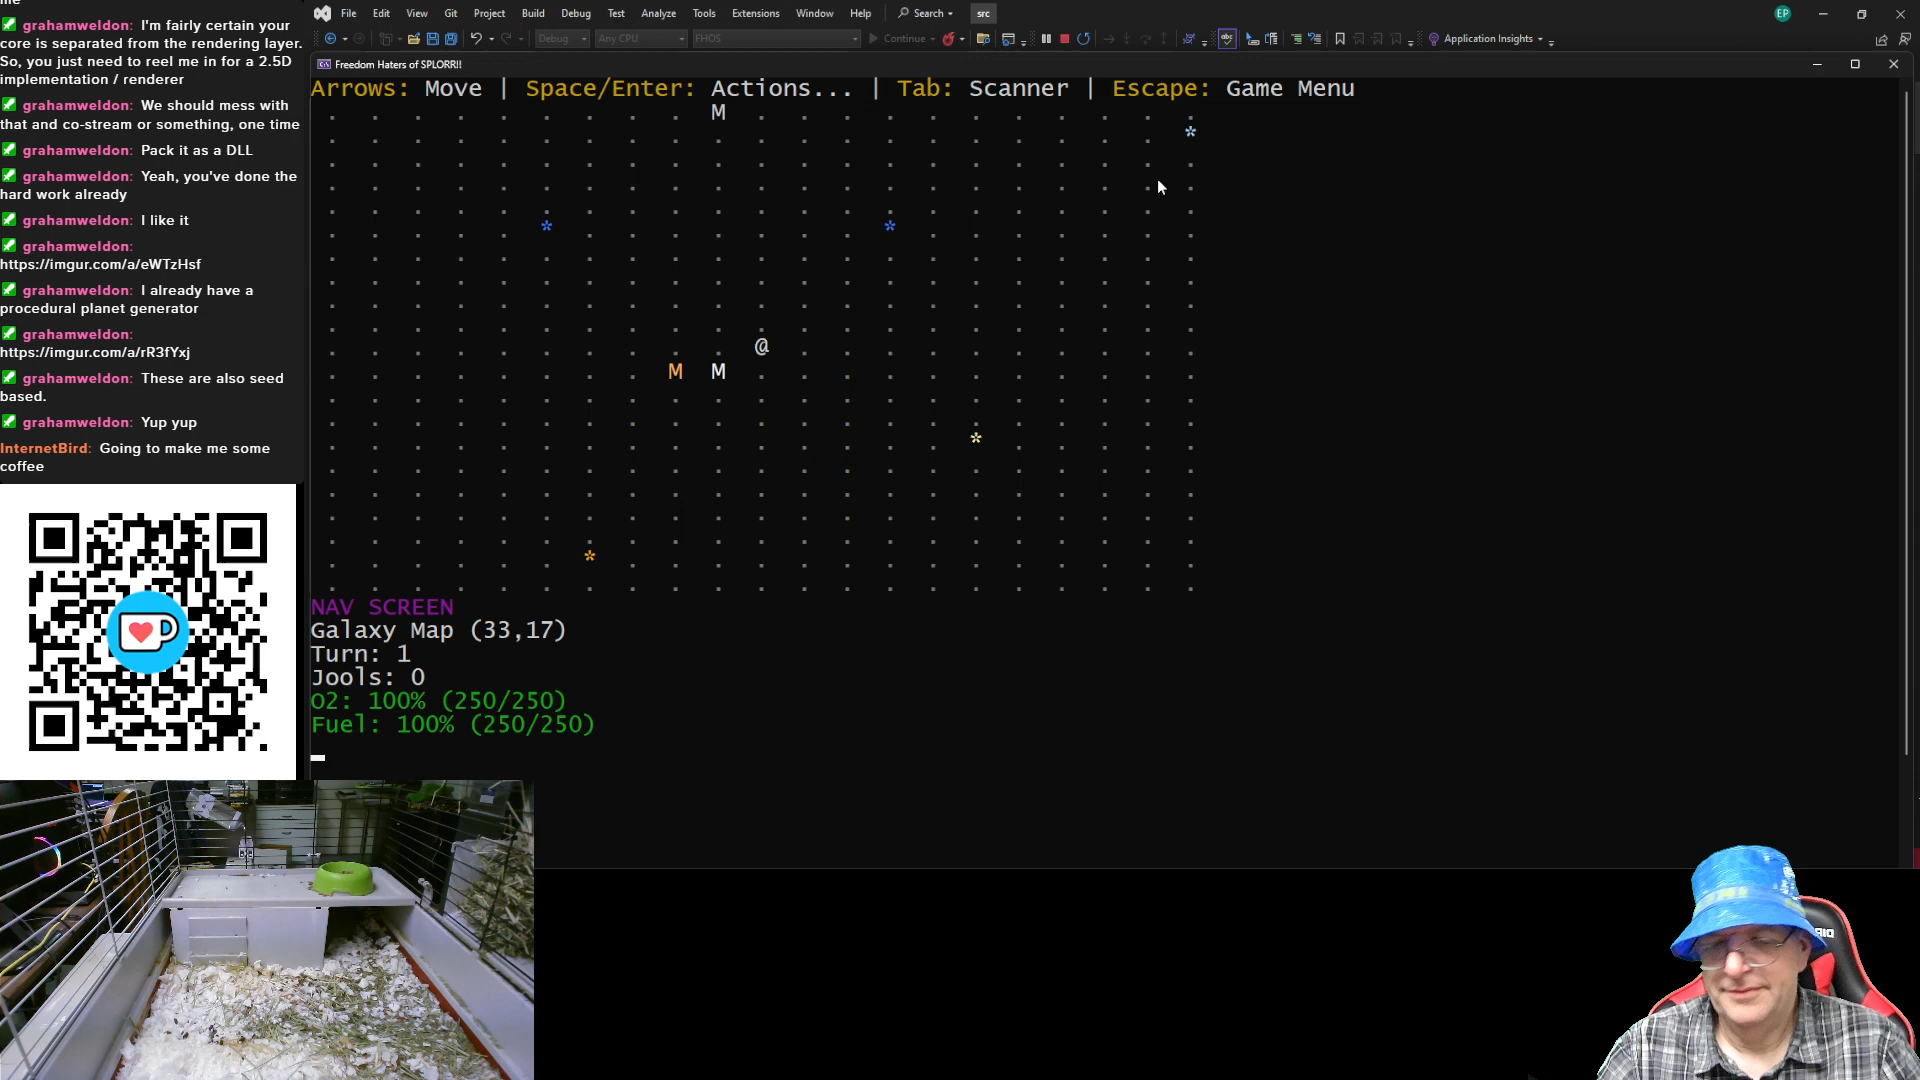 grahamweldon: I'm fairly certain your
core is separated from the rendering layer.
So, you just need to reel me in for a 2.5D
implementation / renderer
grahamweldon: We should mess with
that and co-stream or something, one time
grahamweldon: Pack it as a DLL
grahamweldon: Yeah, you've done the
hard work already
grahamweldon: I like it
grahamweldon:
https://imgur.com/a/eWTzHsf
grahamweldon: I already have a
procedural planet generator
grahamweldon:
https://imgur.com/a/rR3fYxj
grahamweldon: These are also seed
based.
grahamweldon: Yup yup
InternetBird: Going to make me some
coffee
File Edit View Git Project Build Debug Test Analyze Tools Extensions Window Help Search src EP
Debug Any CPU FHOS Continue Application Insights
Freedom Haters of SPLORR!!
Arrows: Move | Space/Enter: Actions... | Tab: Scanner | Escape: Game Menu
M
*
* *
@
M M
*
*
NAV SCREEN
Galaxy Map (33,17)
Turn: 1
Jools: 0
O2: 100% (250/250)
Fuel: 100% (250/250)